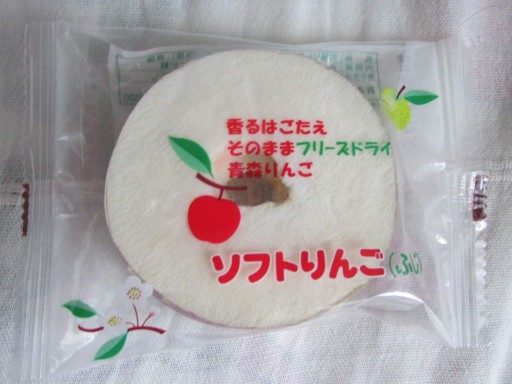 香るはごたえ
そのままフリーズドライ
青森りんご
ソフトりんご(ふじ)